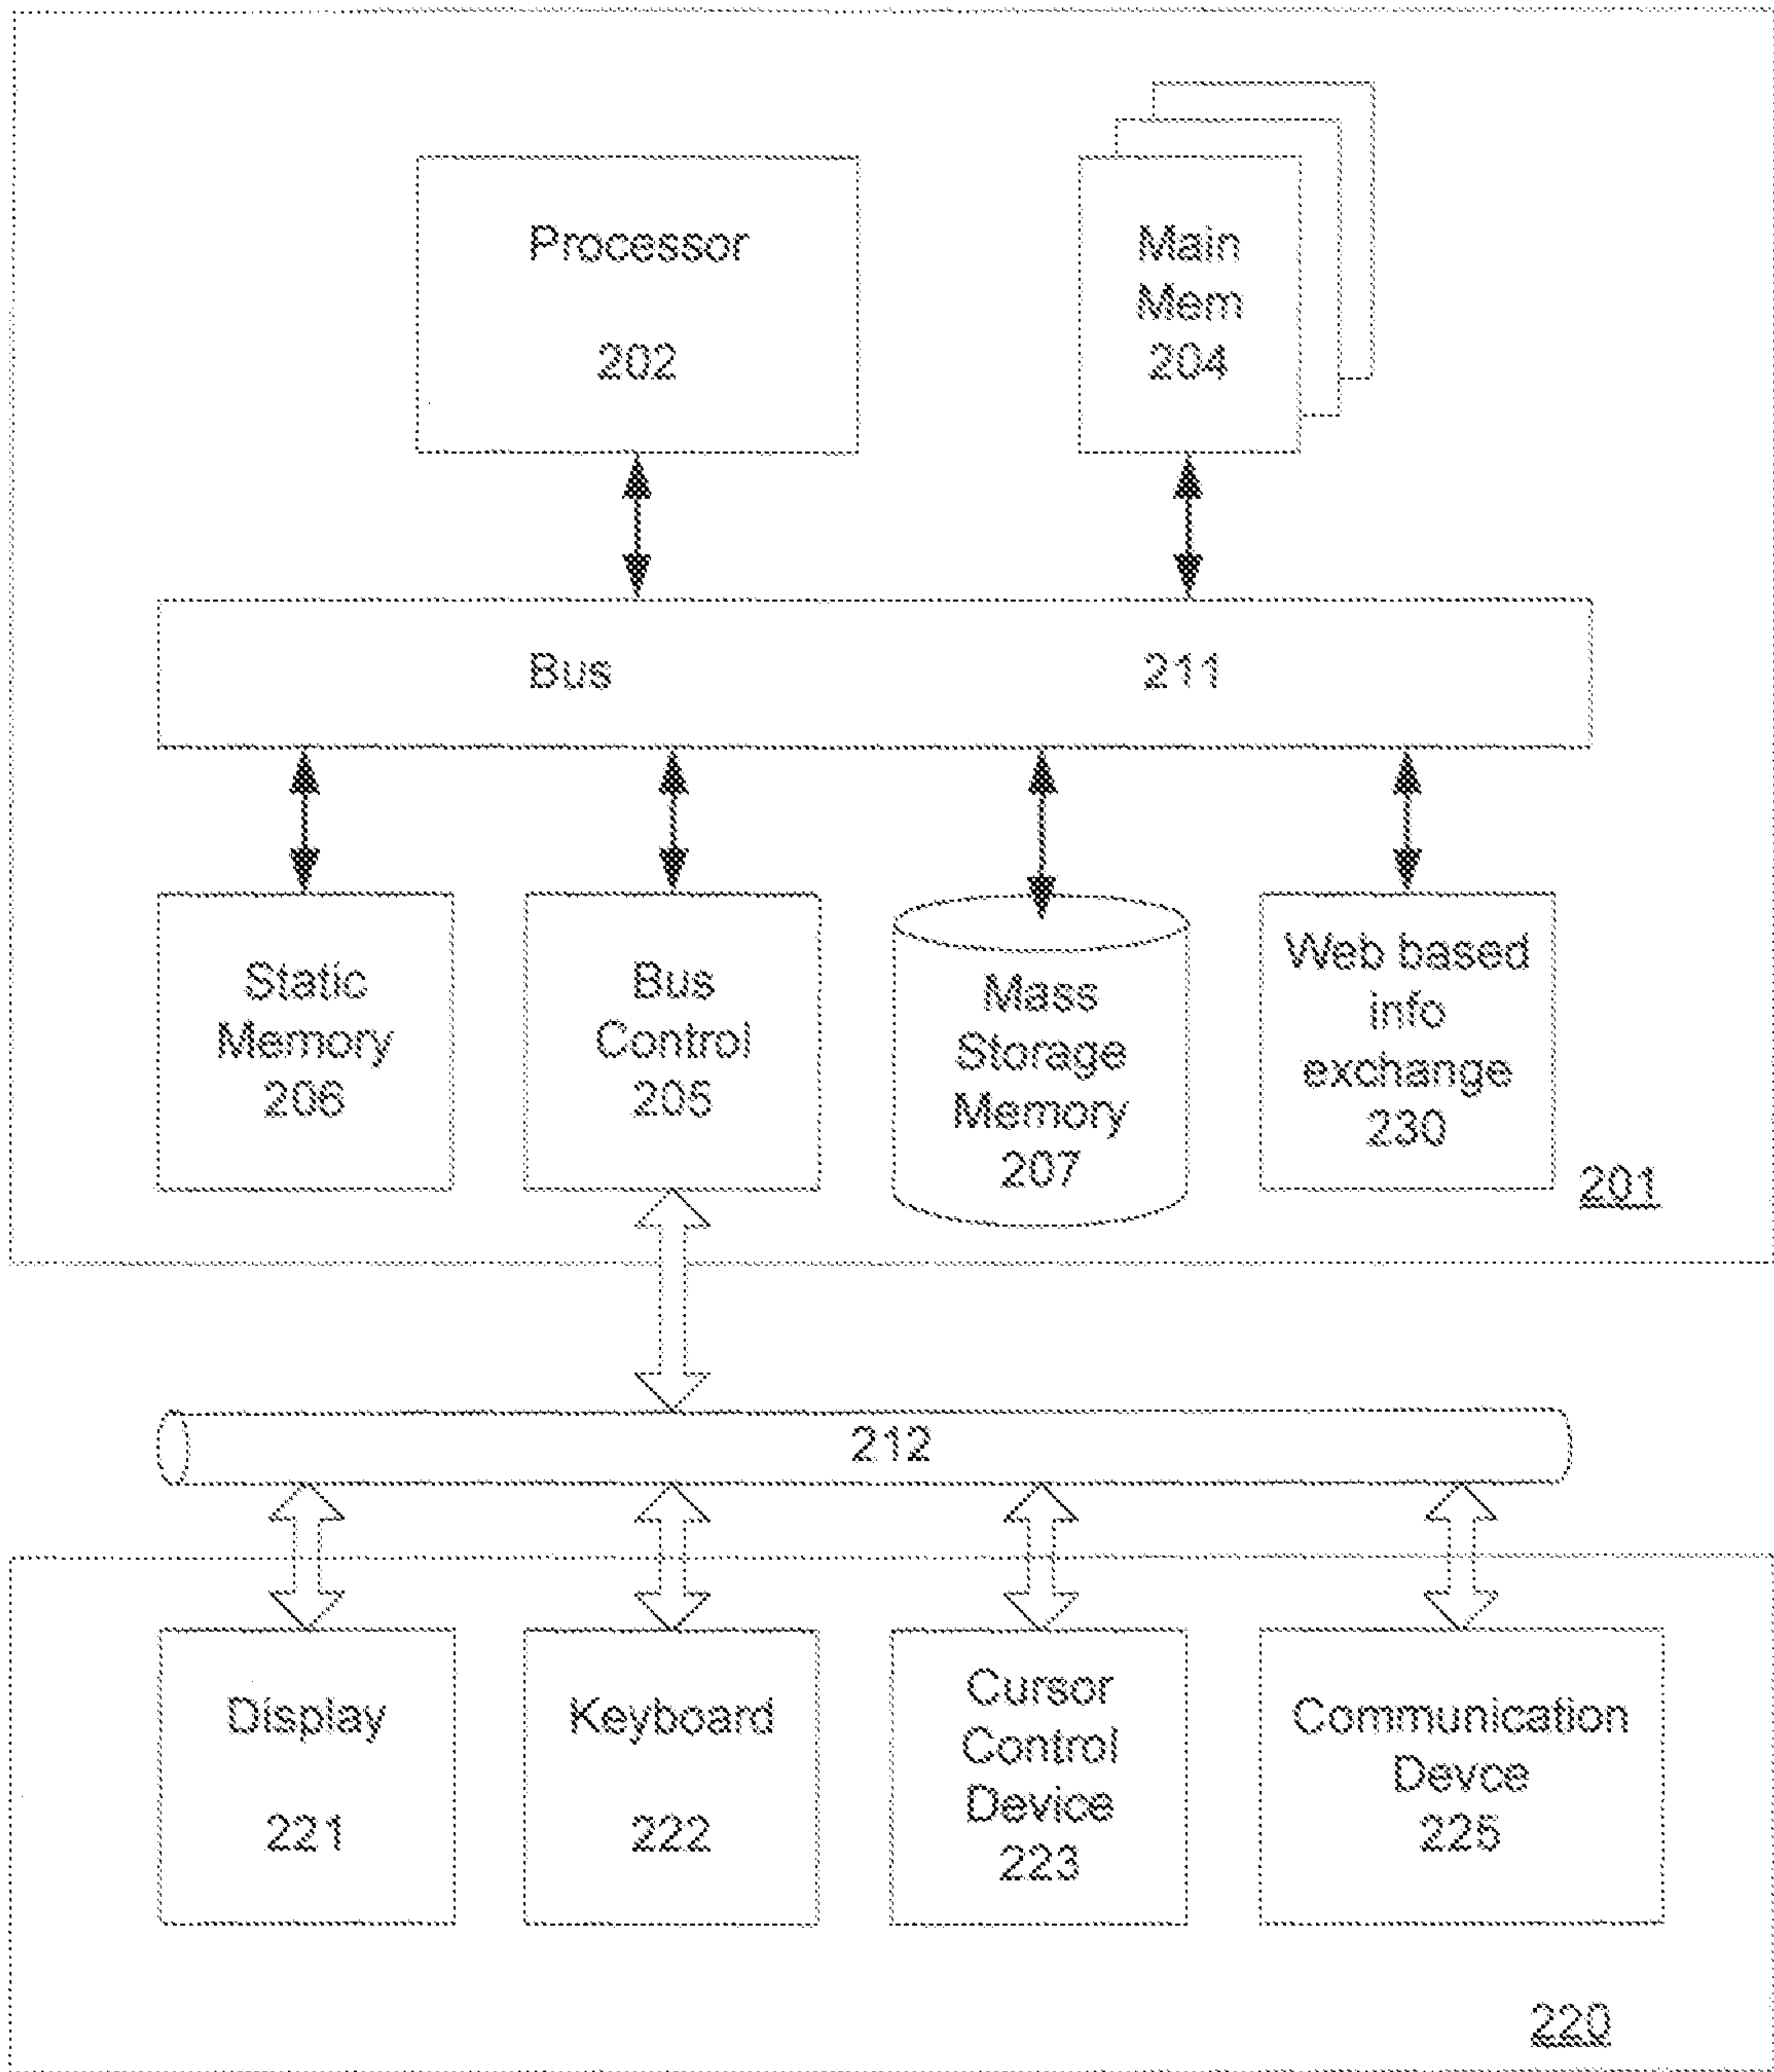 Processor
202
Main
Mem
204
Bus 211
Static
Memory
206
Bus
Control
205
Mass
Storage
Memory
207
Web based
info
exchange
230
201
212
Display
221
Keyboard
222
Cursor
Control
Device
223
Communication
Devce
225
220